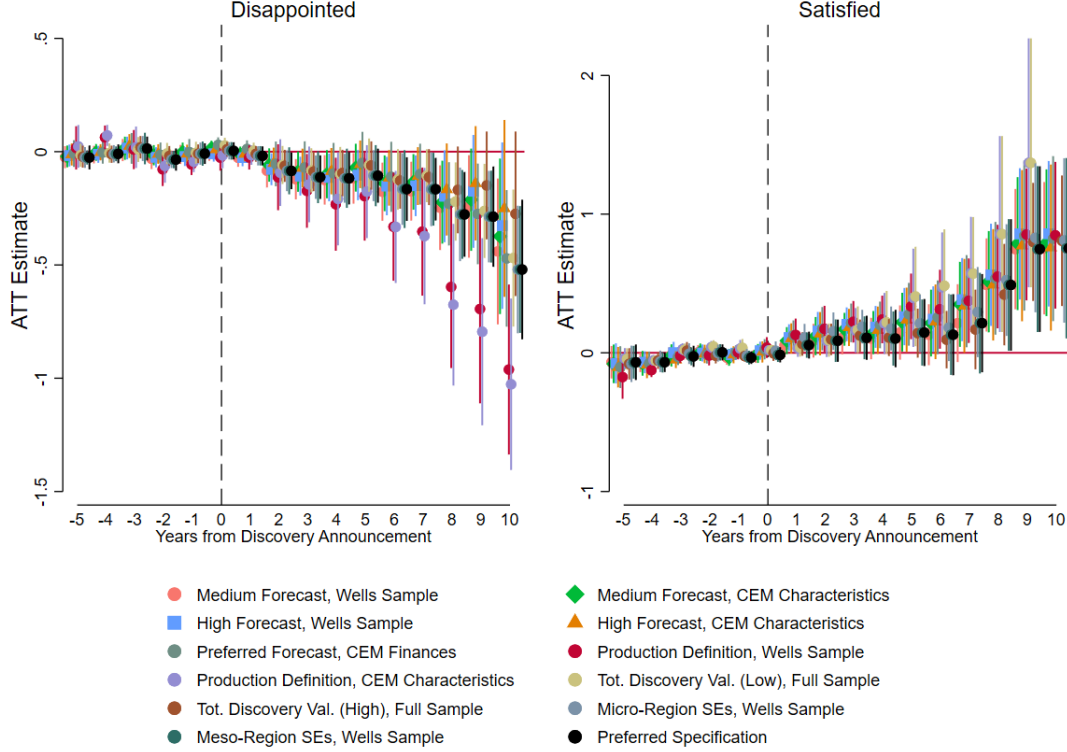 Disappointed
Satisfied
.5
0
-.5
-1
-1.5
ATT Estimate
-5 -4 -3 -2 -1 0 1 2 3 4 5 6 7 8 9 10
Years from Discovery Announcement
2
1
0
-1
ATT Estimate
-5 -4 -3 -2 -1 0 1 2 3 4 5 6 7 8 9 10
Years from Discovery Announcement
Medium Forecast, Wells Sample
Medium Forecast, CEM Characteristics
High Forecast, Wells Sample
High Forecast, CEM Characteristics
Preferred Forecast, CEM Finances
Production Definition, Wells Sample
Production Definition, CEM Characteristics
Tot. Discovery Val. (Low), Full Sample
Tot. Discovery Val. (High), Full Sample
Micro-Region SEs, Wells Sample
Meso-Region SEs, Wells Sample
Preferred Specification